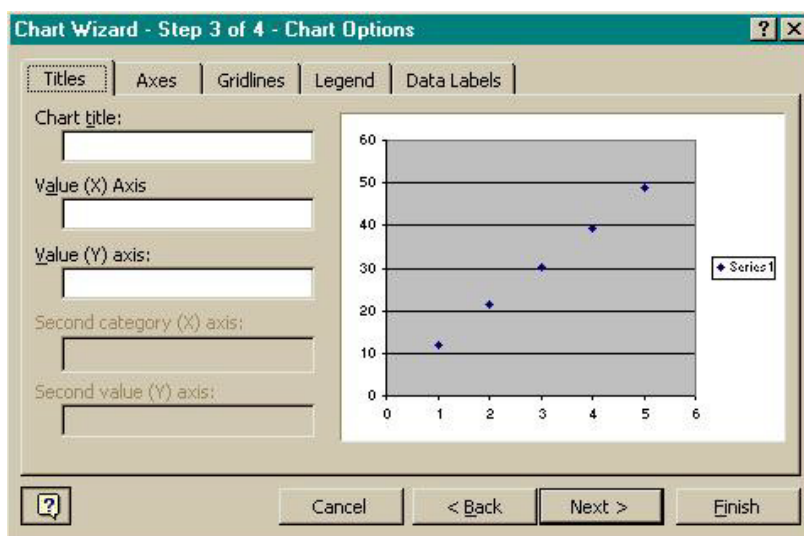 Chart Wizard - Step 3 of 4 - Chart Options
Titles Axes Gridlines Legend Data Labels
Chart title:
Value (X) Axis
Value (Y) axis:
Second category (X) axis:
Second value (Y) axis:
60
50
40
30
20
10
0
0 1 2 3 4 5 6
Series1
Cancel < Back Next > Finish